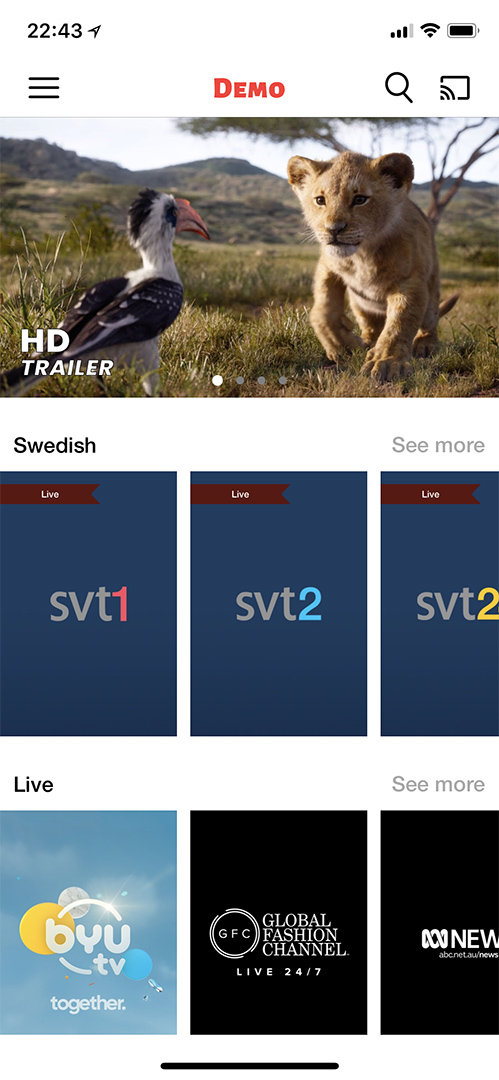 22:43
DEMO
HD
TRAILER
Swedish
See more
Live
Live
Live
svt1
svt2
svt2
Live
See more
byu
tv
together.
GFC
GLOBAL
FASHION
CHANNEL
LIVE 24/7
NEW
abc.net.au/news